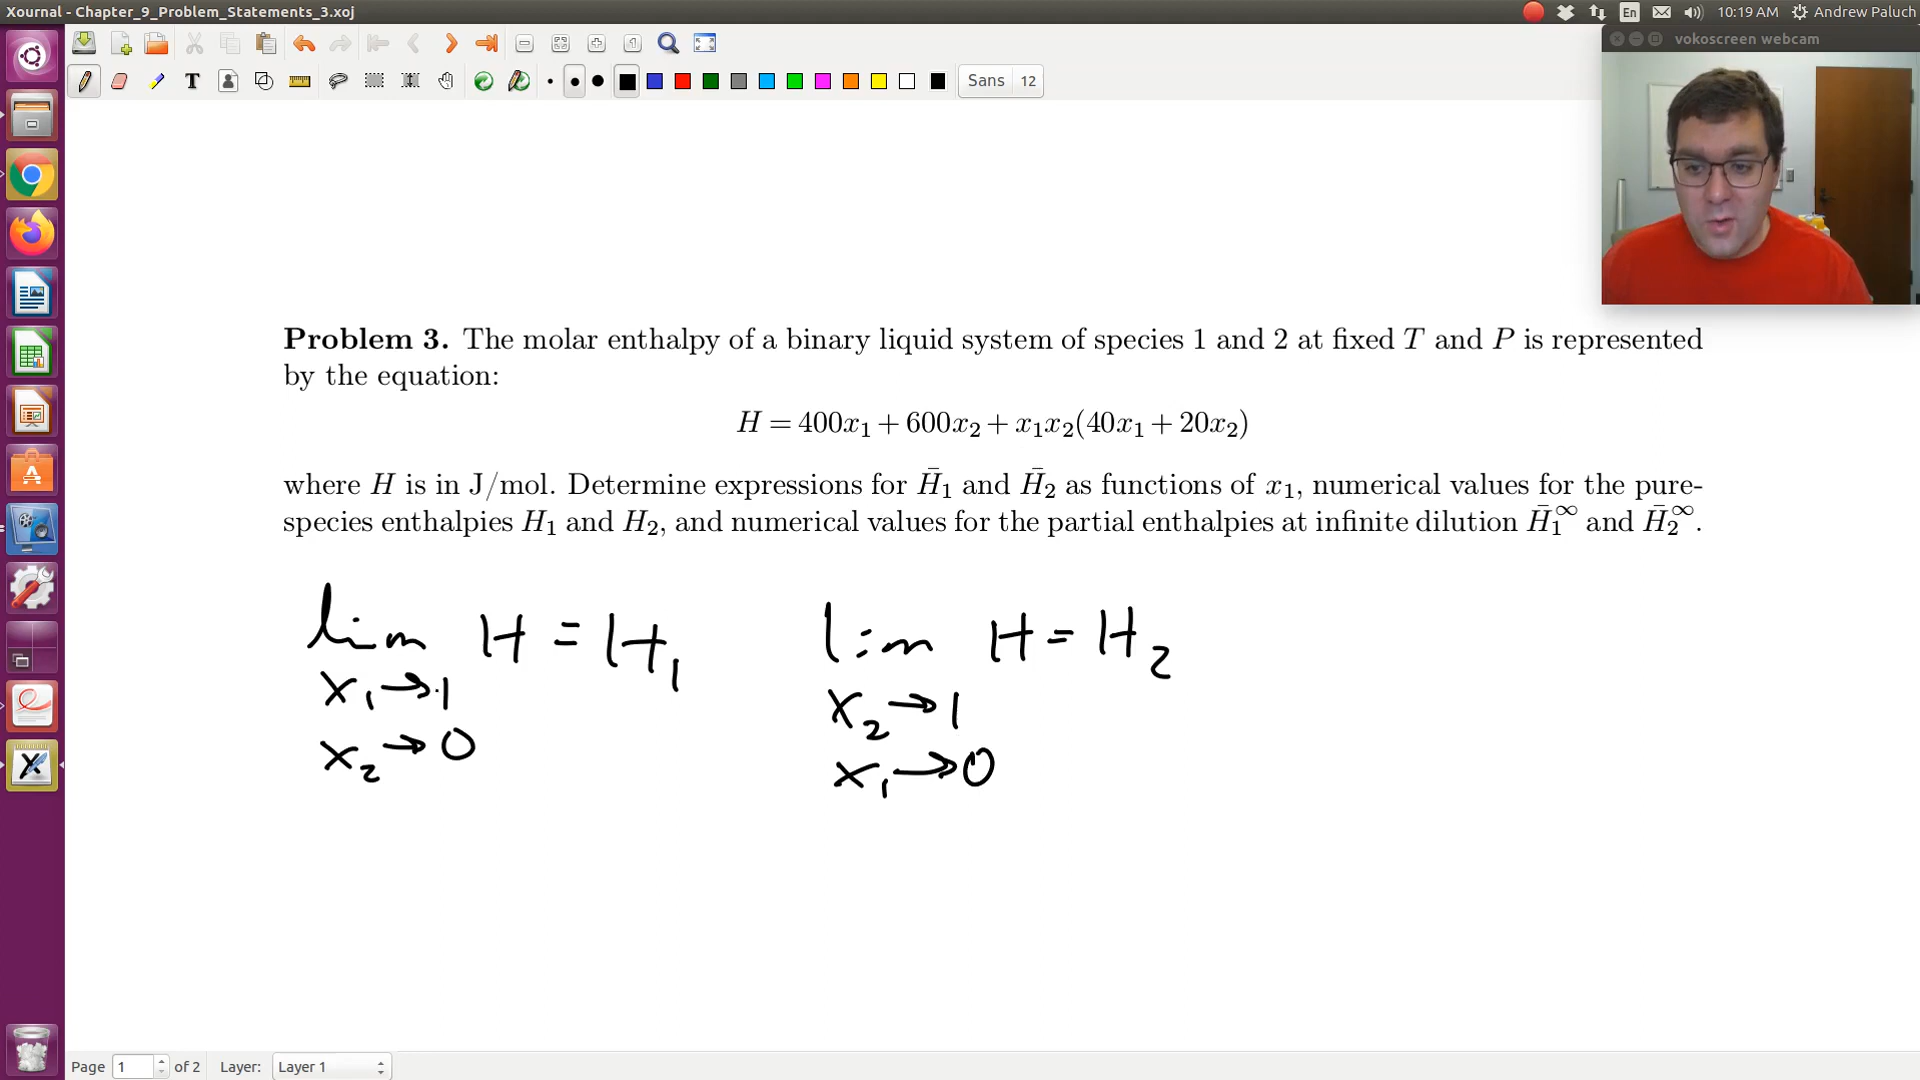 Xournal - Chapter_9_Problem_Statements_3.xoj
En
10:19 AM
Andrew Paluch
vokoscreen webcam
Sans 12
Problem 3. The molar enthalpy of a binary liquid system of species 1 and 2 at fixed T and P is represented
by the equation:
H = 400x₁ + 600x₂ + x₁x₂(40x₁ + 20x₂)
where H is in J/mol. Determine expressions for H̄₁ and H̄₂ as functions of x₁, numerical values for the pure-
species enthalpies H₁ and H₂, and numerical values for the partial enthalpies at infinite dilution H̄₁^∞ and H̄₂^∞.
lim H = H₁
x₁ → 1
x₂ → 0
lim H = H₂
x₂ → 1
x₁ → 0
Page 1 of 2 Layer: Layer 1